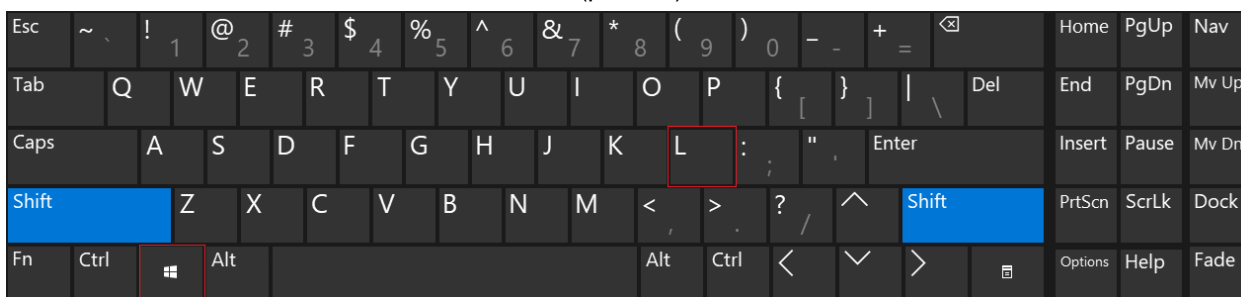 Esc ~ ` ! 1 @ 2 # 3 $ 4 % 5 ^ 6 & 7 * 8 ( 9 ) 0 _ - + = Home PgUp Nav
Tab Q W E R T Y U I O P { [ } ] | \ Del End PgDn Mv Up
Caps A S D F G H J K L : ; " ' Enter Insert Pause Mv Dn
Shift Z X C V B N M < , > . ? / Shift PrtScn ScrLk Dock
Fn Ctrl Alt Alt Ctrl Options Help Fade